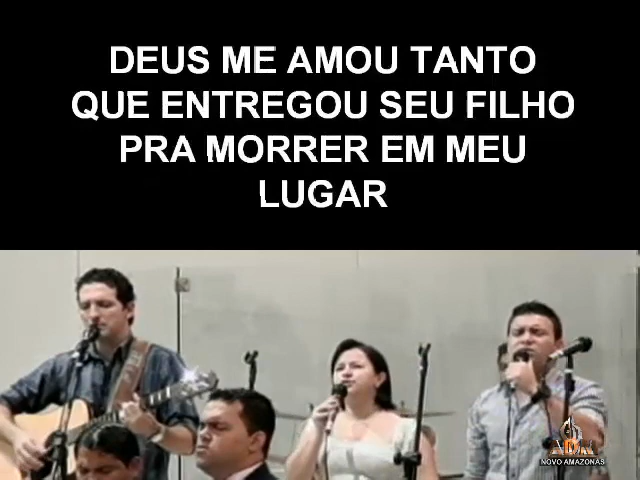 DEUS ME AMOU TANTO
QUE ENTREGOU SEU FILHO
PRA MORRER EM MEU
LUGAR
NOVO AMAZONAS